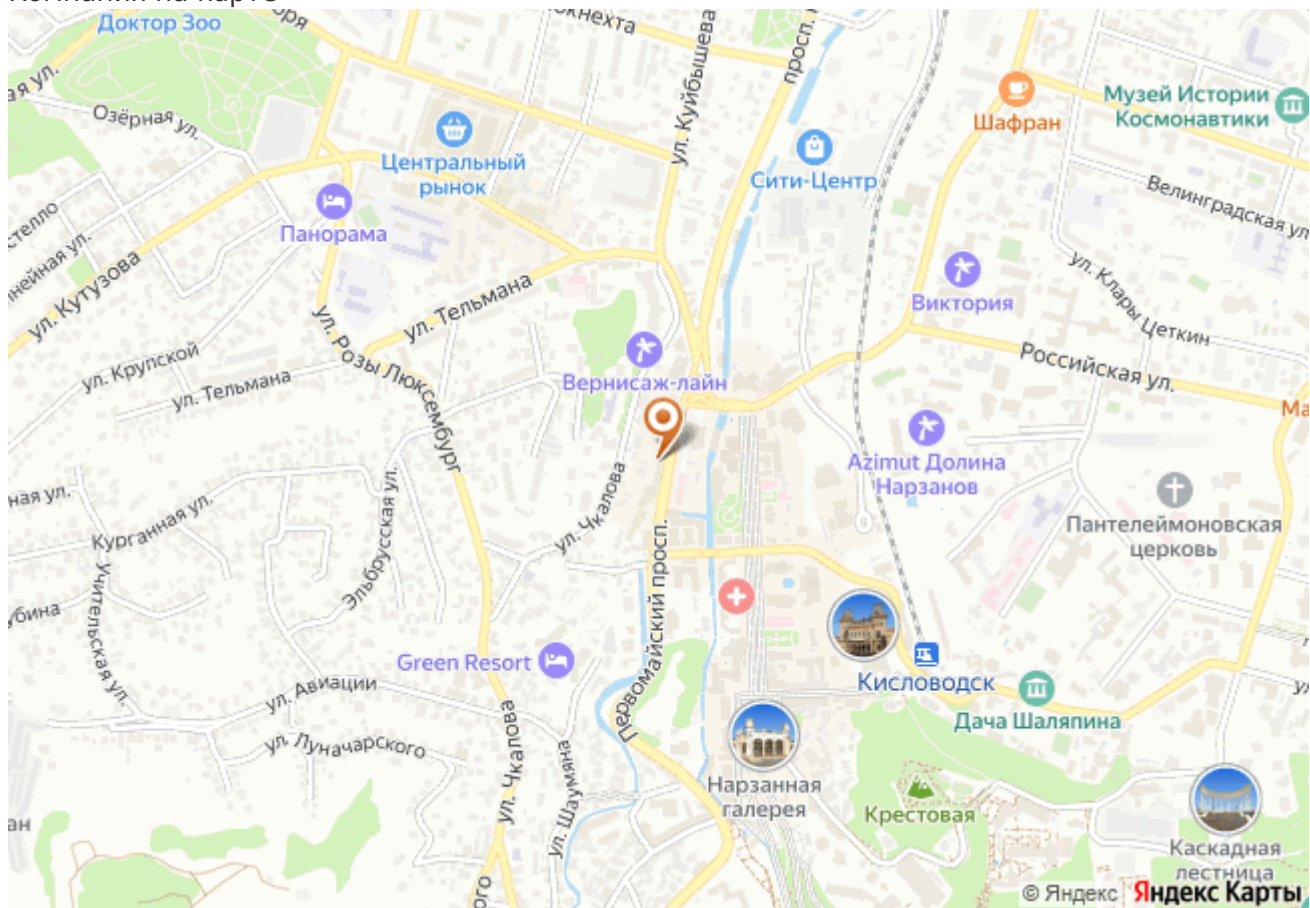 Доктор Зоо
просп.
ул. Куйбышева
Озёрная ул.
Центральный
рынок
Шафран
Музей Истории
Космонавтики
Сити-Центр
Велинградская ул.
Панорама
ул. Кутузова
ул. Тельмана
Виктория
ул. Клары Цеткин
ул. Розы Люксембург
ул. Крупской
ул. Тельмана
Вернисаж-лайн
Российская ул.
Azimut Долина
Нарзанов
ул. Чкалова
Курганная ул.
Эльбрусская ул.
Пантелеймоновская
церковь
Первомайский просп.
Учительская ул.
Green Resort
ул. Авиации
Кисловодск
Дача Шаляпина
ул. Луначарского
ул. Чкалова
ул. Шаумяна
Нарзанная
галерея
Крестовая
Каскадная
лестница
© Яндекс Яндекс Карты